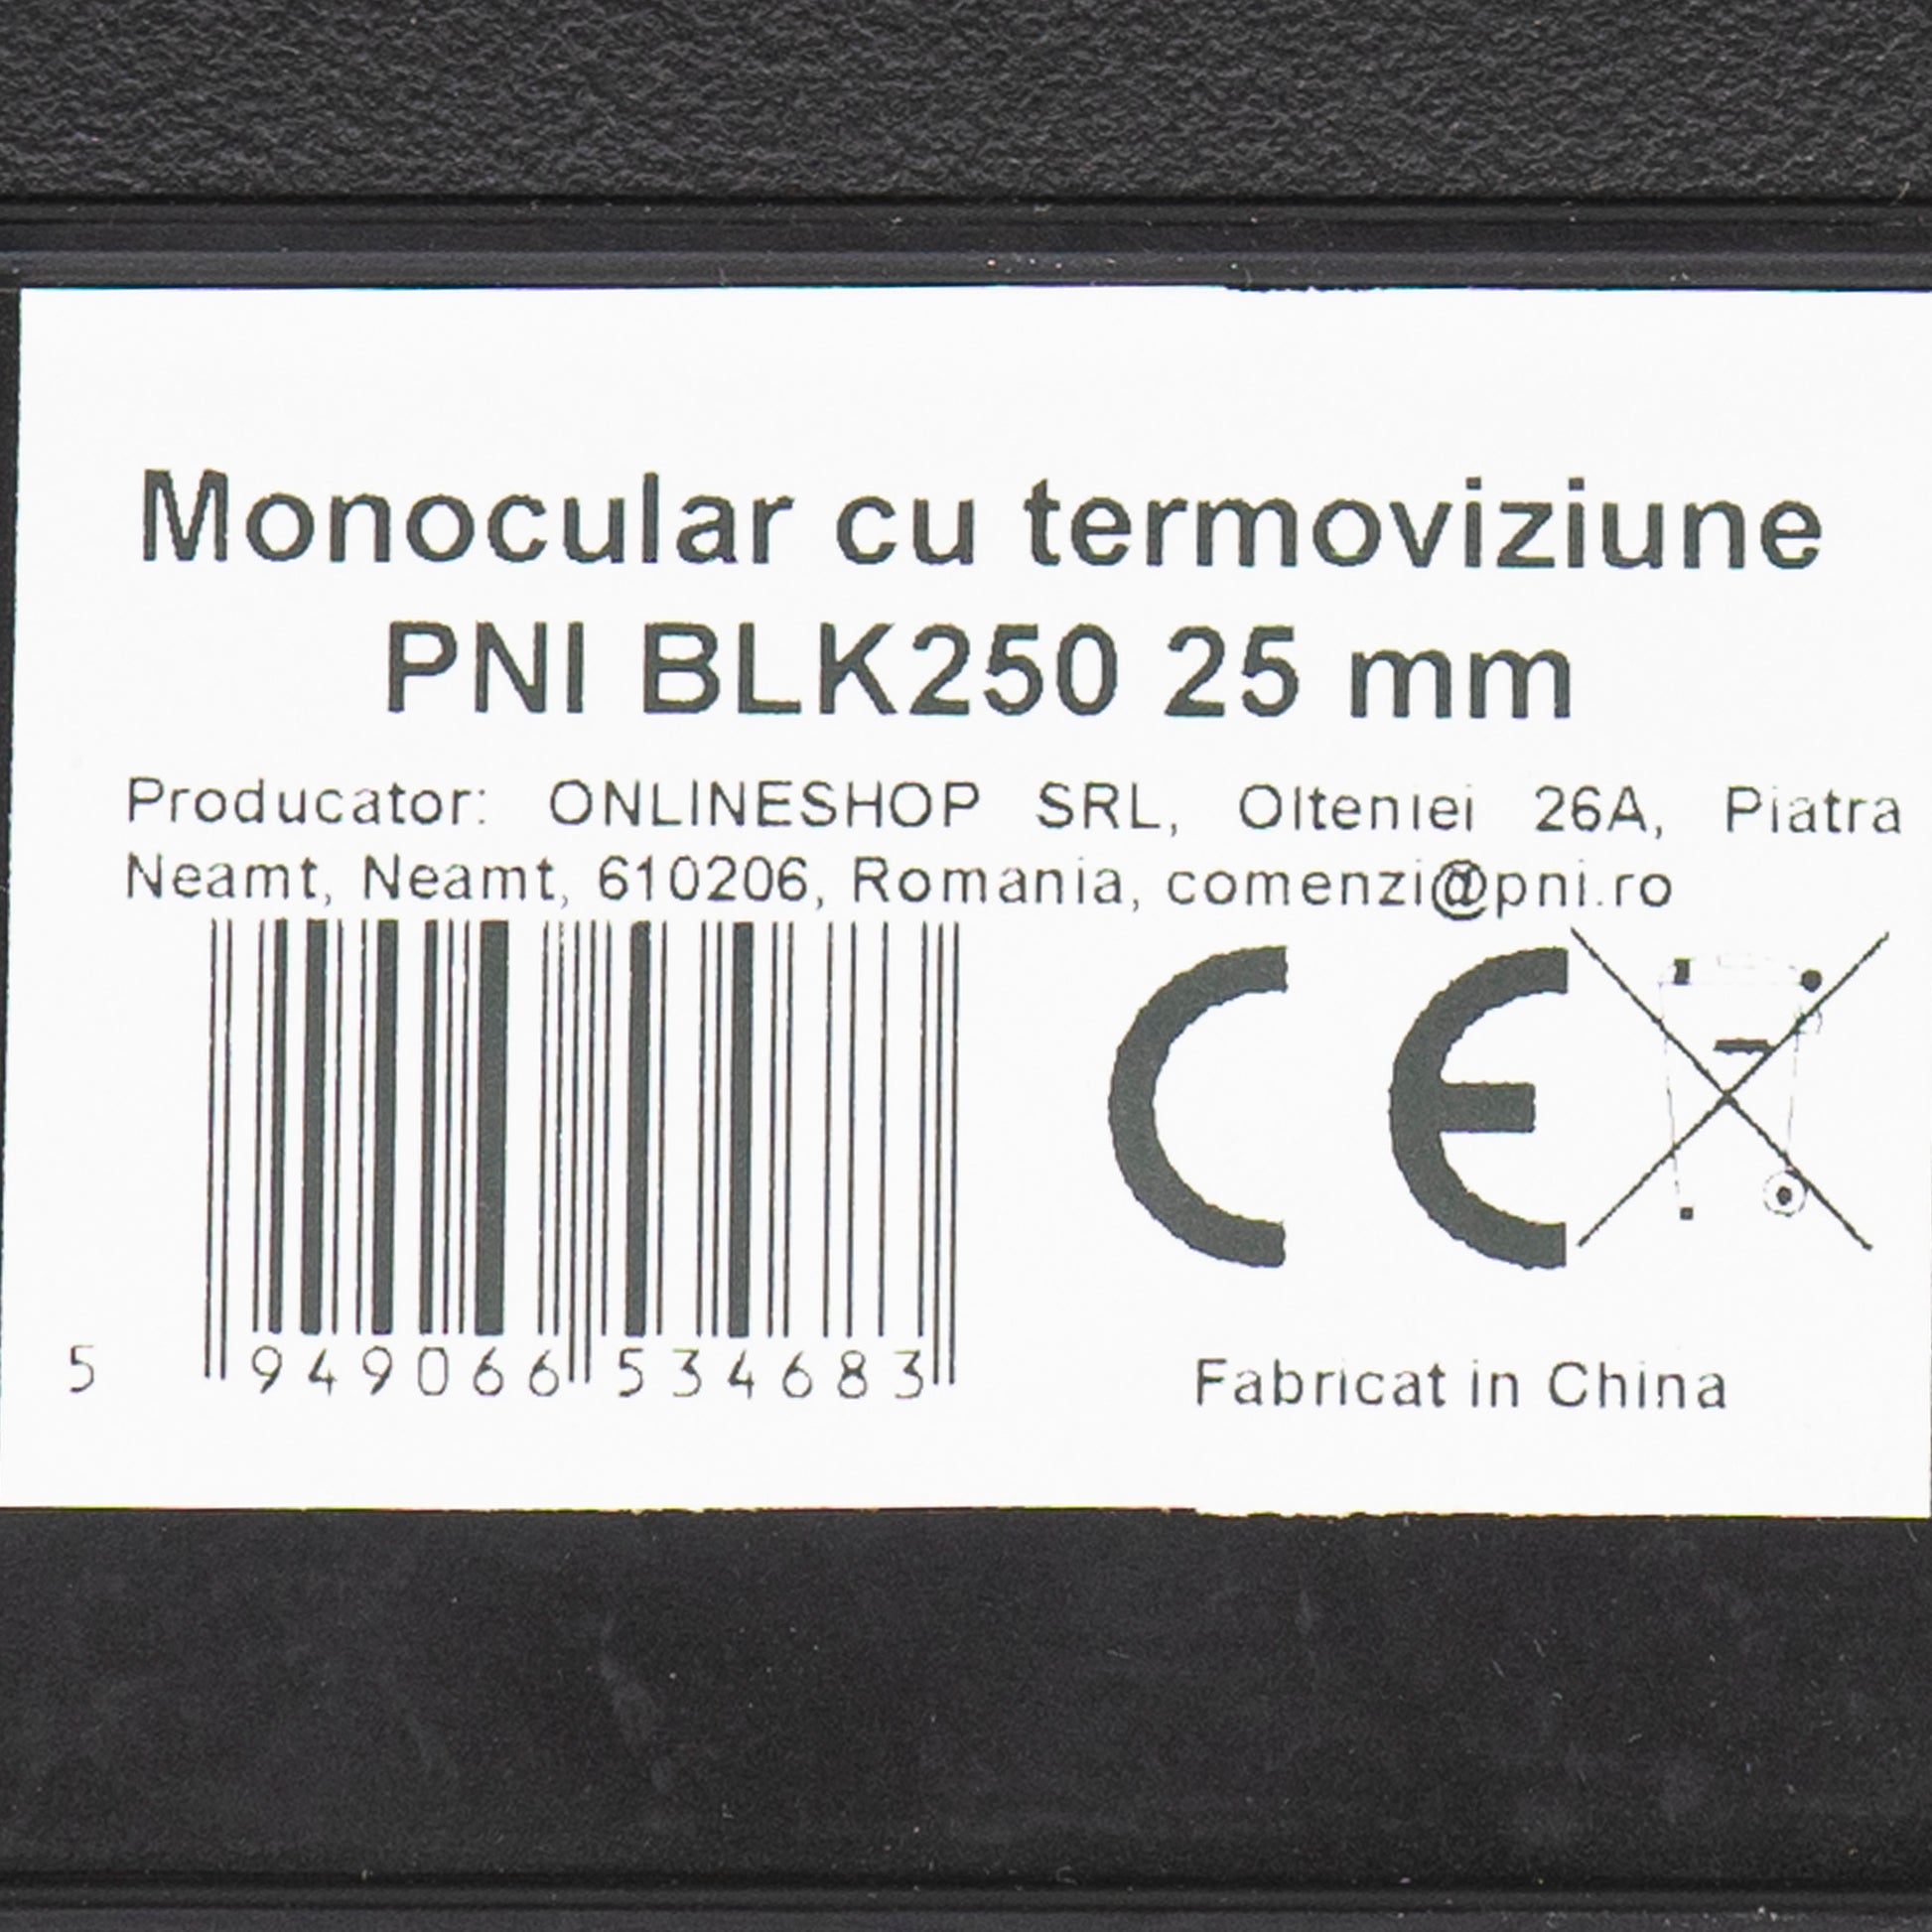 Monocular cu termoviziune
PNI BLK250 25 mm
Producator: ONLINESHOP SRL, Olteniei 26A, Piatra
Neamt, Neamt, 610206, Romania, comenzi@pni.ro
CE
5 949066 534683
Fabricat in China